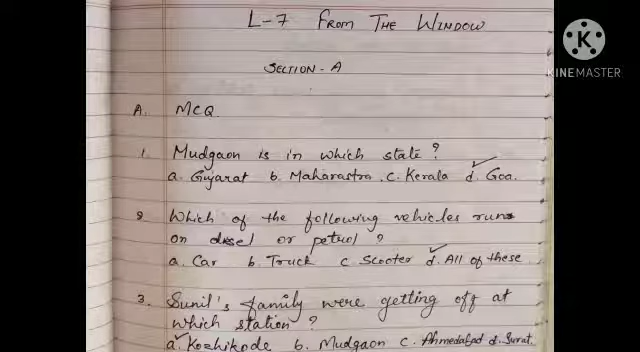 L-7 FROM THE WINDOW
KINEMASTER
SECTION-A
A. MCQ
1. Mudgaon is in which state?
a. Gujarat b. Maharastra. c. Kerala d. Goa.
2. Which of the following vehicles runs
on diesel or petrol?
a. Car b. Truck c. Scooter d. All of these
3. Sunil's family were getting off at
which station?
a. Kozhikode b. Mudgaon c. Ahmedabad d. Surat.